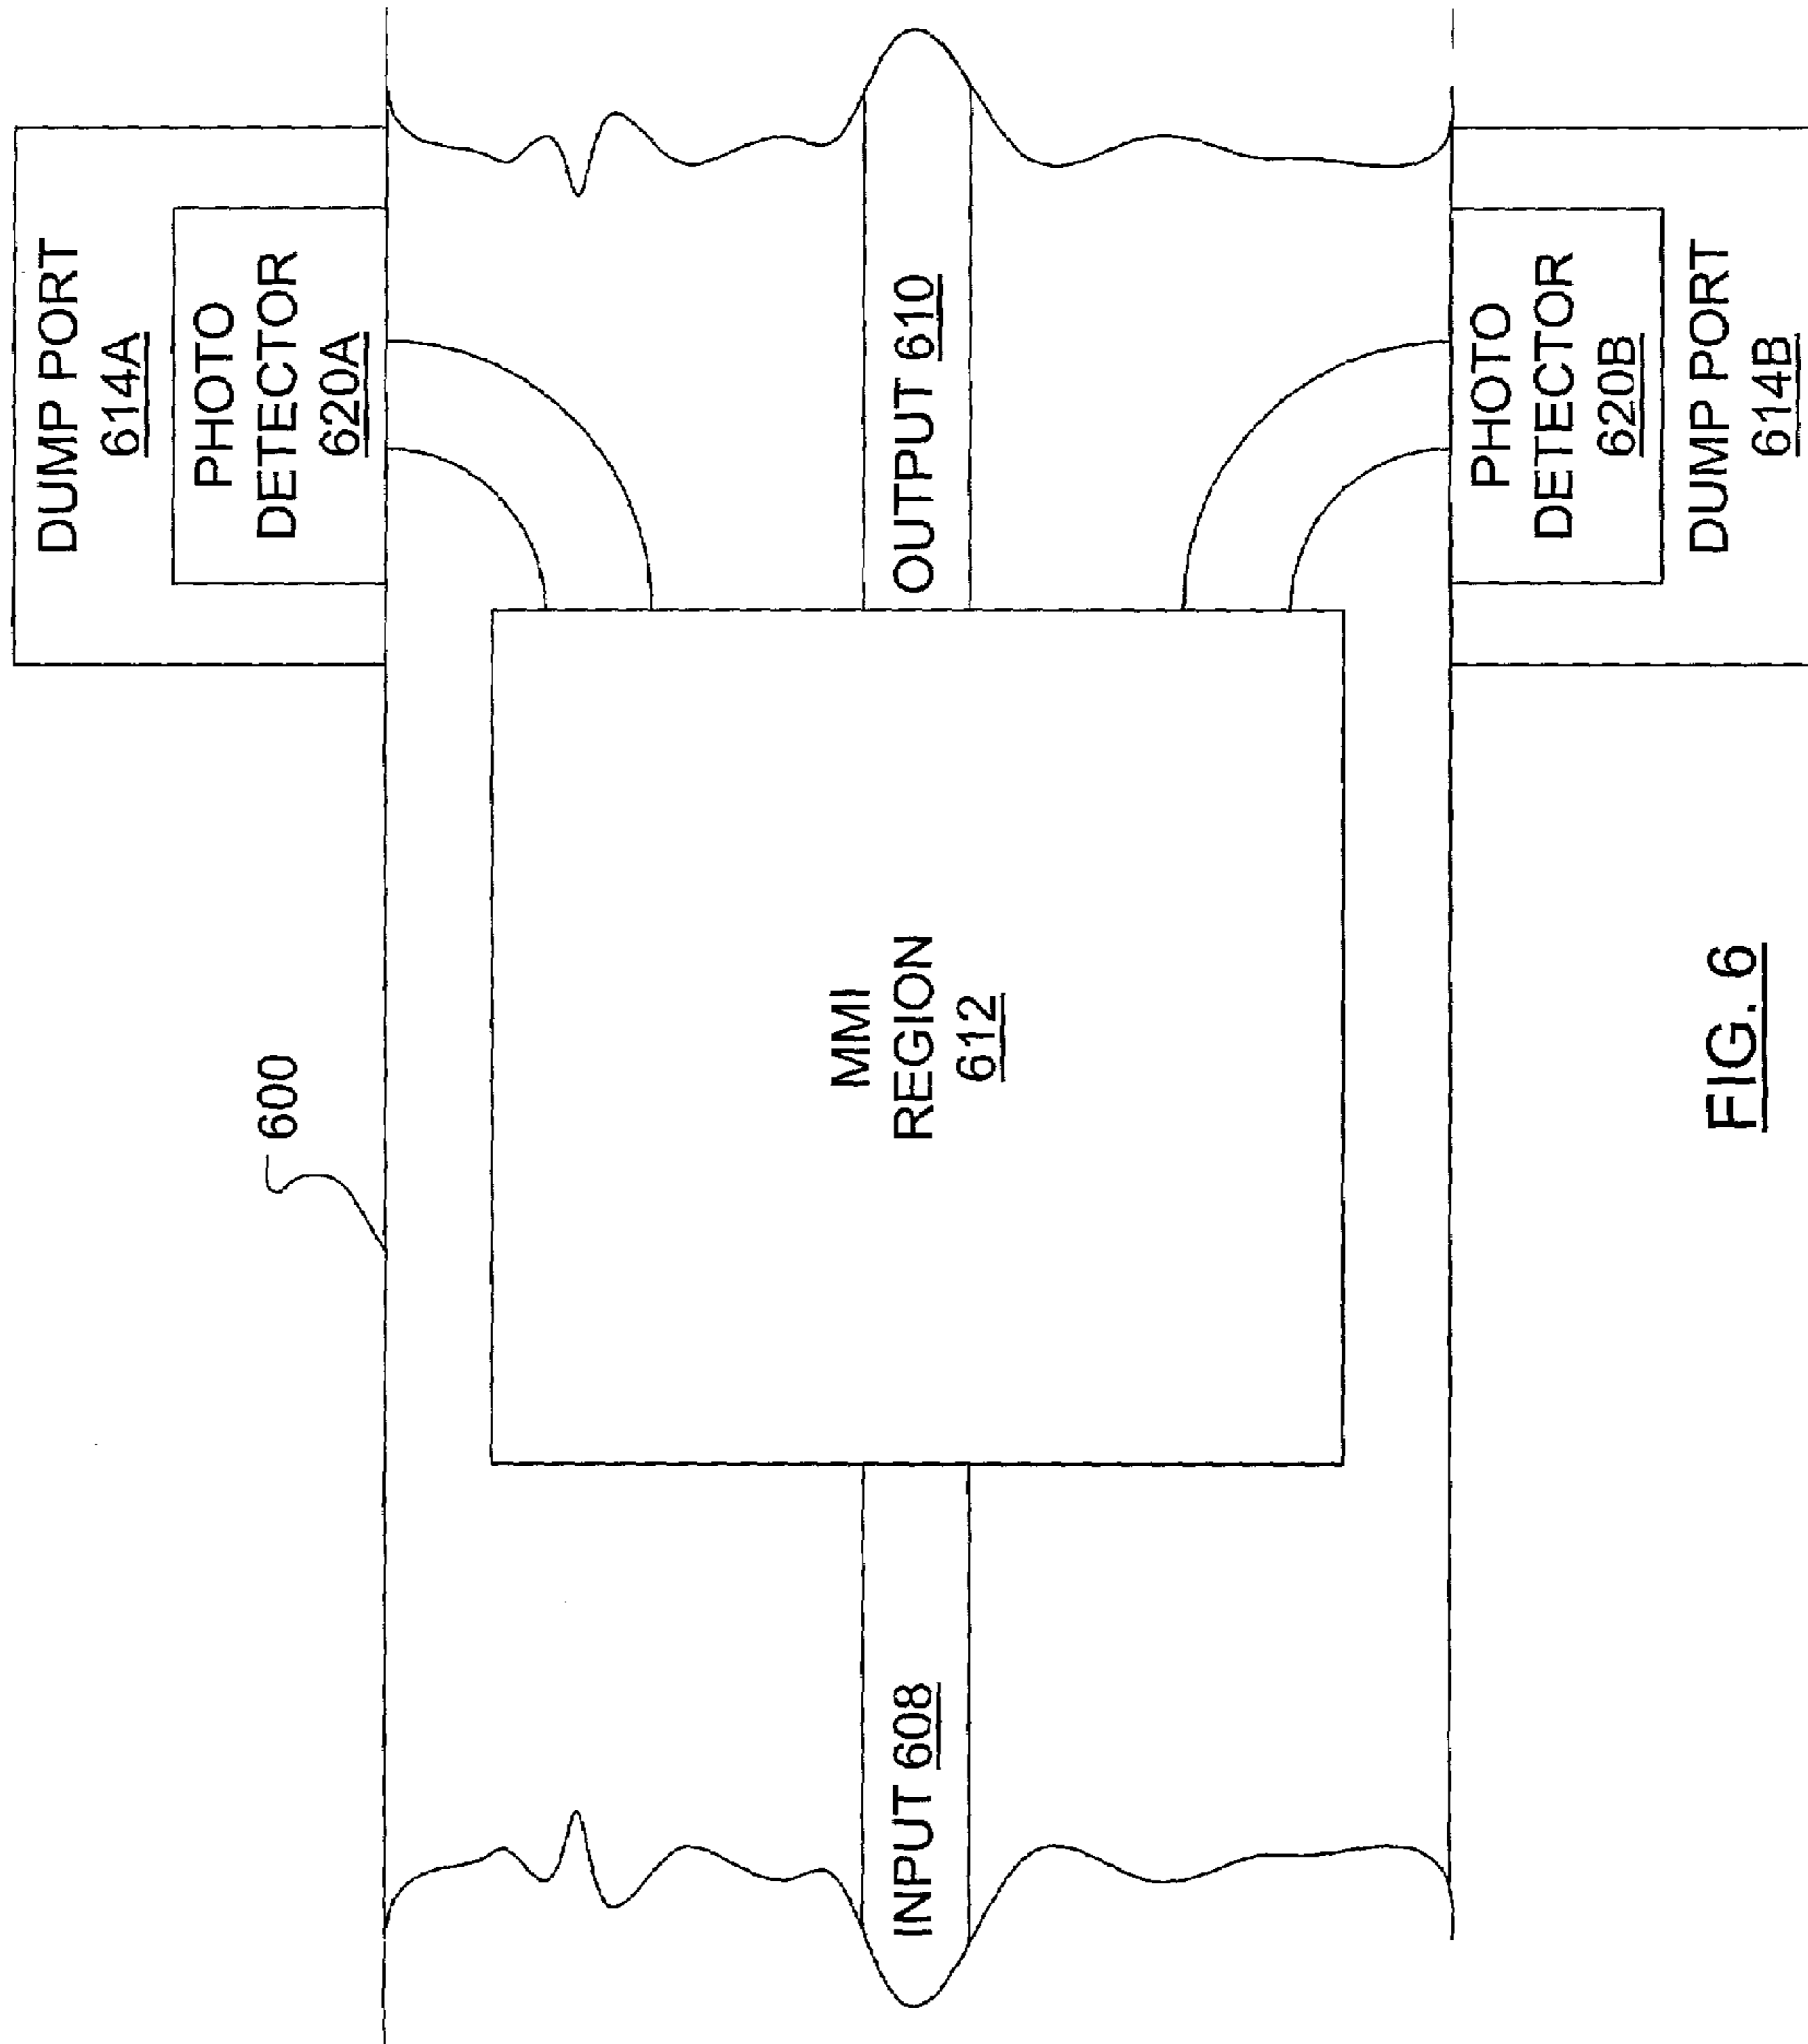 DUMP PORT
614A
PHOTO
DETECTOR
620A
600
INPUT 608
MMI
REGION
612
OUTPUT 610
PHOTO
DETECTOR
620B
DUMP PORT
614B
FIG. 6